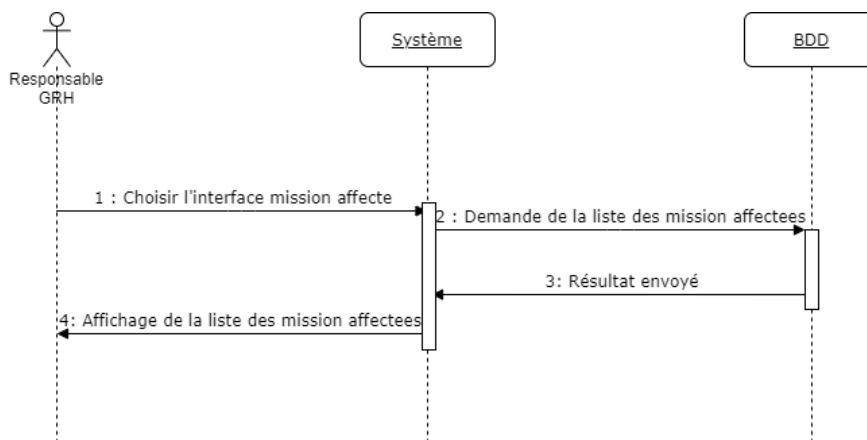 Système
BDD
Responsable
GRH
1 : Choisir l'interface mission affecte
2 : Demande de la liste des mission affectees
3: Résultat envoyé
4: Affichage de la liste des mission affectees